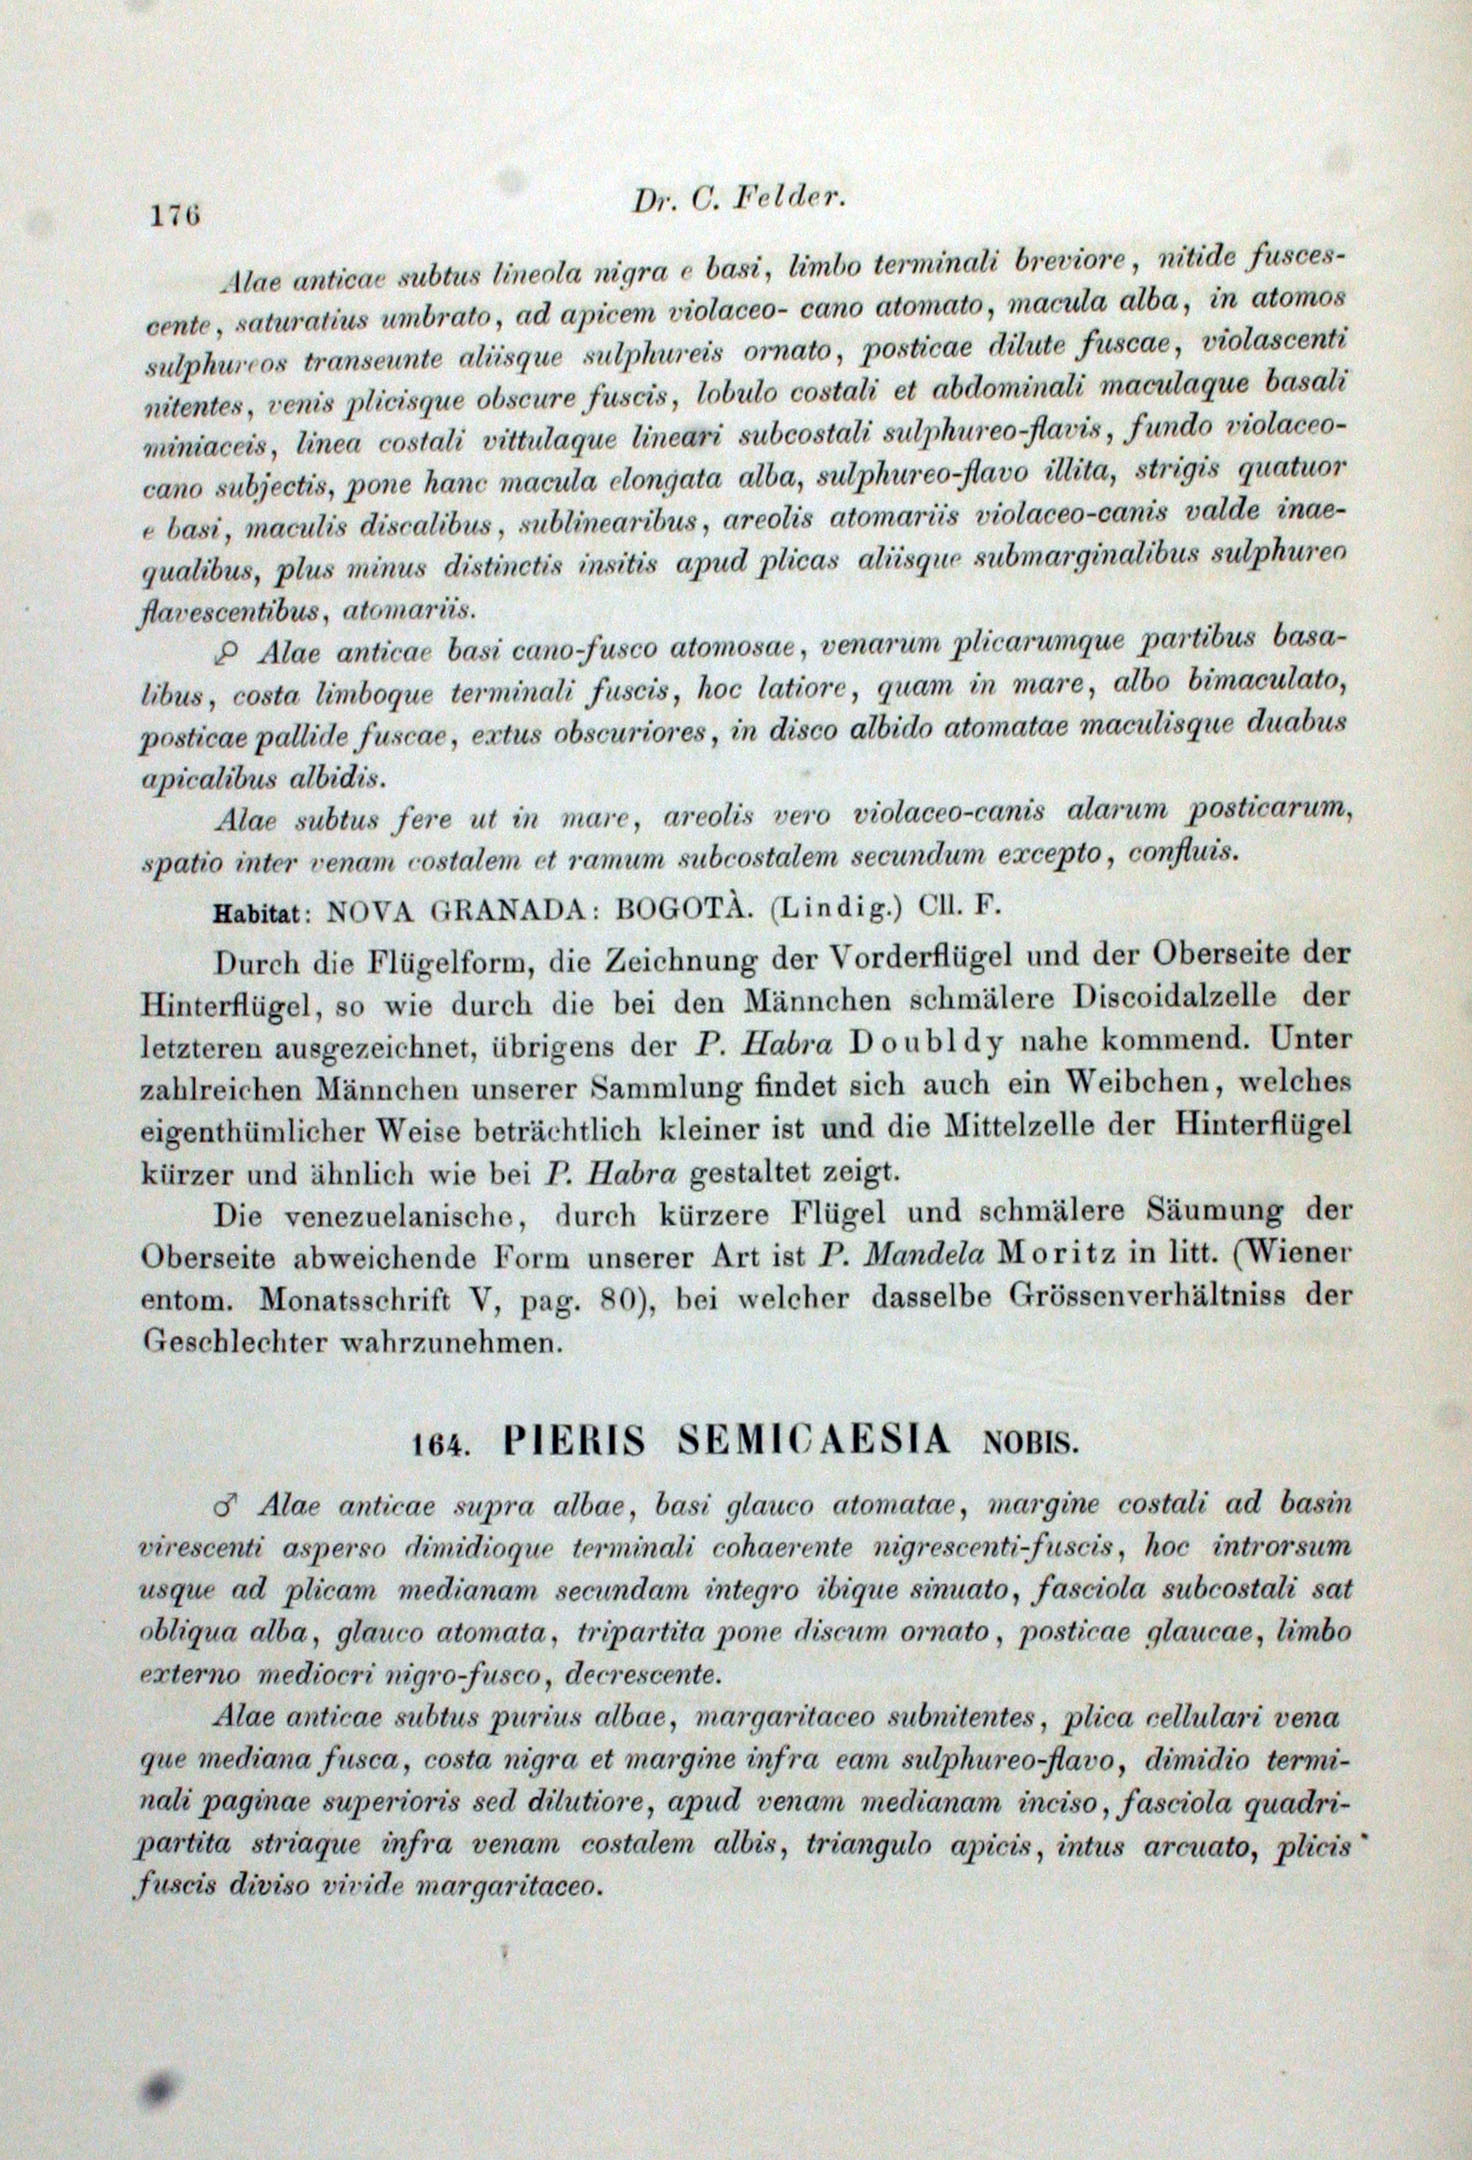 176
Dr. C. Felder.
Alae anticae subtus lineola nigra e basi, limbo terminali breviore, nitide fusces-
cente, saturatius umbrato, ad apicem violaceo- cano atomato, macula alba, in atomos
sulphureos transeunte aliisque sulphureis ornato, posticae dilute fuscae, violascenti
nitentes, venis plicisque obscure fuscis, lobulo costali et abdominali maculaque basali
miniaceis, linea costali vittulaque lineari subcostali sulphureo-flavis, fundo violaceo-
cano subjectis, pone hanc macula elongata alba, sulphureo-flavo illita, strigis quatuor
e basi, maculis discalibus, sublinearibus, areolis atomariis violaceo-canis valde inae-
qualibus, plus minus distinctis insitis apud plicas aliisque submarginalibus sulphureo
flavescentibus, atomariis.
♀ Alae anticae basi cano-fusco atomosae, venarum plicarumque partibus basa-
libus, costa limboque terminali fuscis, hoc latiore, quam in mare, albo bimaculato,
posticae pallide fuscae, extus obscuriores, in disco albido atomatae maculisque duabus
apicalibus albidis.
Alae subtus fere ut in mare, areolis vero violaceo-canis alarum posticarum,
spatio inter venam costalem et ramum subcostalem secundum excepto, confluis.
Habitat: NOVA GRANADA: BOGOTÀ. (Lindig.) Cll. F.
Durch die Flügelform, die Zeichnung der Vorderflügel und der Oberseite der
Hinterflügel, so wie durch die bei den Männchen schmälere Discoidalzelle der
letzteren ausgezeichnet, übrigens der P. Habra Doubldy nahe kommend. Unter
zahlreichen Männchen unserer Sammlung findet sich auch ein Weibchen, welches
eigenthümlicher Weise beträchtlich kleiner ist und die Mittelzelle der Hinterflügel
kürzer und ähnlich wie bei P. Habra gestaltet zeigt.
Die venezuelanische, durch kürzere Flügel und schmälere Säumung der
Oberseite abweichende Form unserer Art ist P. Mandela Moritz in litt. (Wiener
entom. Monatsschrift V, pag. 80), bei welcher dasselbe Grössenverhältniss der
Geschlechter wahrzunehmen.
164. PIERIS SEMICAESIA NOBIS.
♂ Alae anticae supra albae, basi glauco atomatae, margine costali ad basin
virescenti asperso dimidioque terminali cohaerente nigrescenti-fuscis, hoc introrsum
usque ad plicam medianam secundam integro ibique sinuato, fasciola subcostali sat
obliqua alba, glauco atomata, tripartita pone discum ornato, posticae glaucae, limbo
externo mediocri nigro-fusco, decrescente.
Alae anticae subtus purius albae, margaritaceo subnitentes, plica cellulari vena
que mediana fusca, costa nigra et margine infra eam sulphureo-flavo, dimidio termi-
nali paginae superioris sed dilutiore, apud venam medianam inciso, fasciola quadri-
partita striaque infra venam costalem albis, triangulo apicis, intus arcuato, plicis
fuscis diviso vivide margaritaceo.